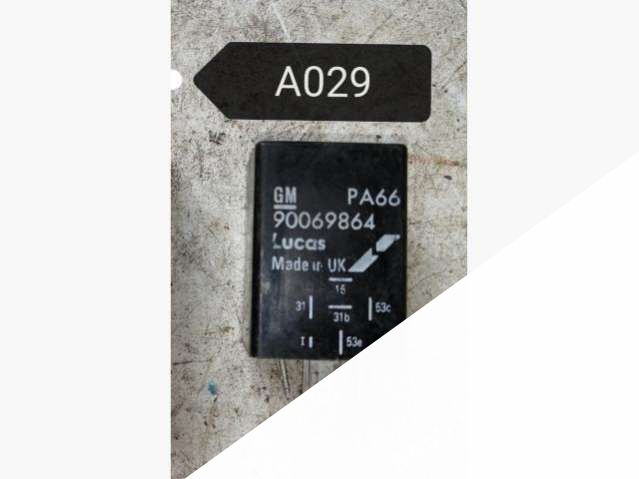 A029
GM PA66
90069864
Lucas
Made in UK
15
31 31b 53c
I 53e